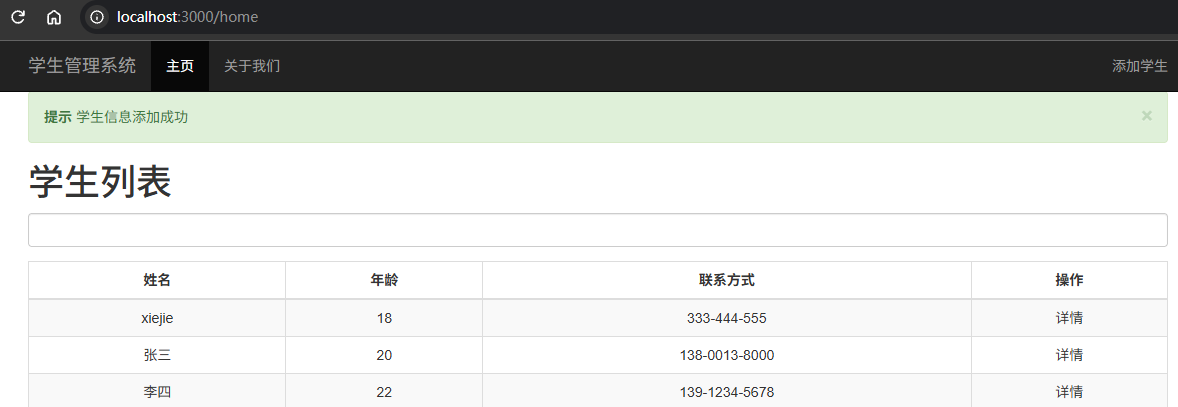 localhost:3000/home
学生管理系统 主页 关于我们 添加学生
提示 学生信息添加成功 ×
学生列表
姓名 年龄 联系方式 操作
xiejie 18 333-444-555 详情
张三 20 138-0013-8000 详情
李四 22 139-1234-5678 详情